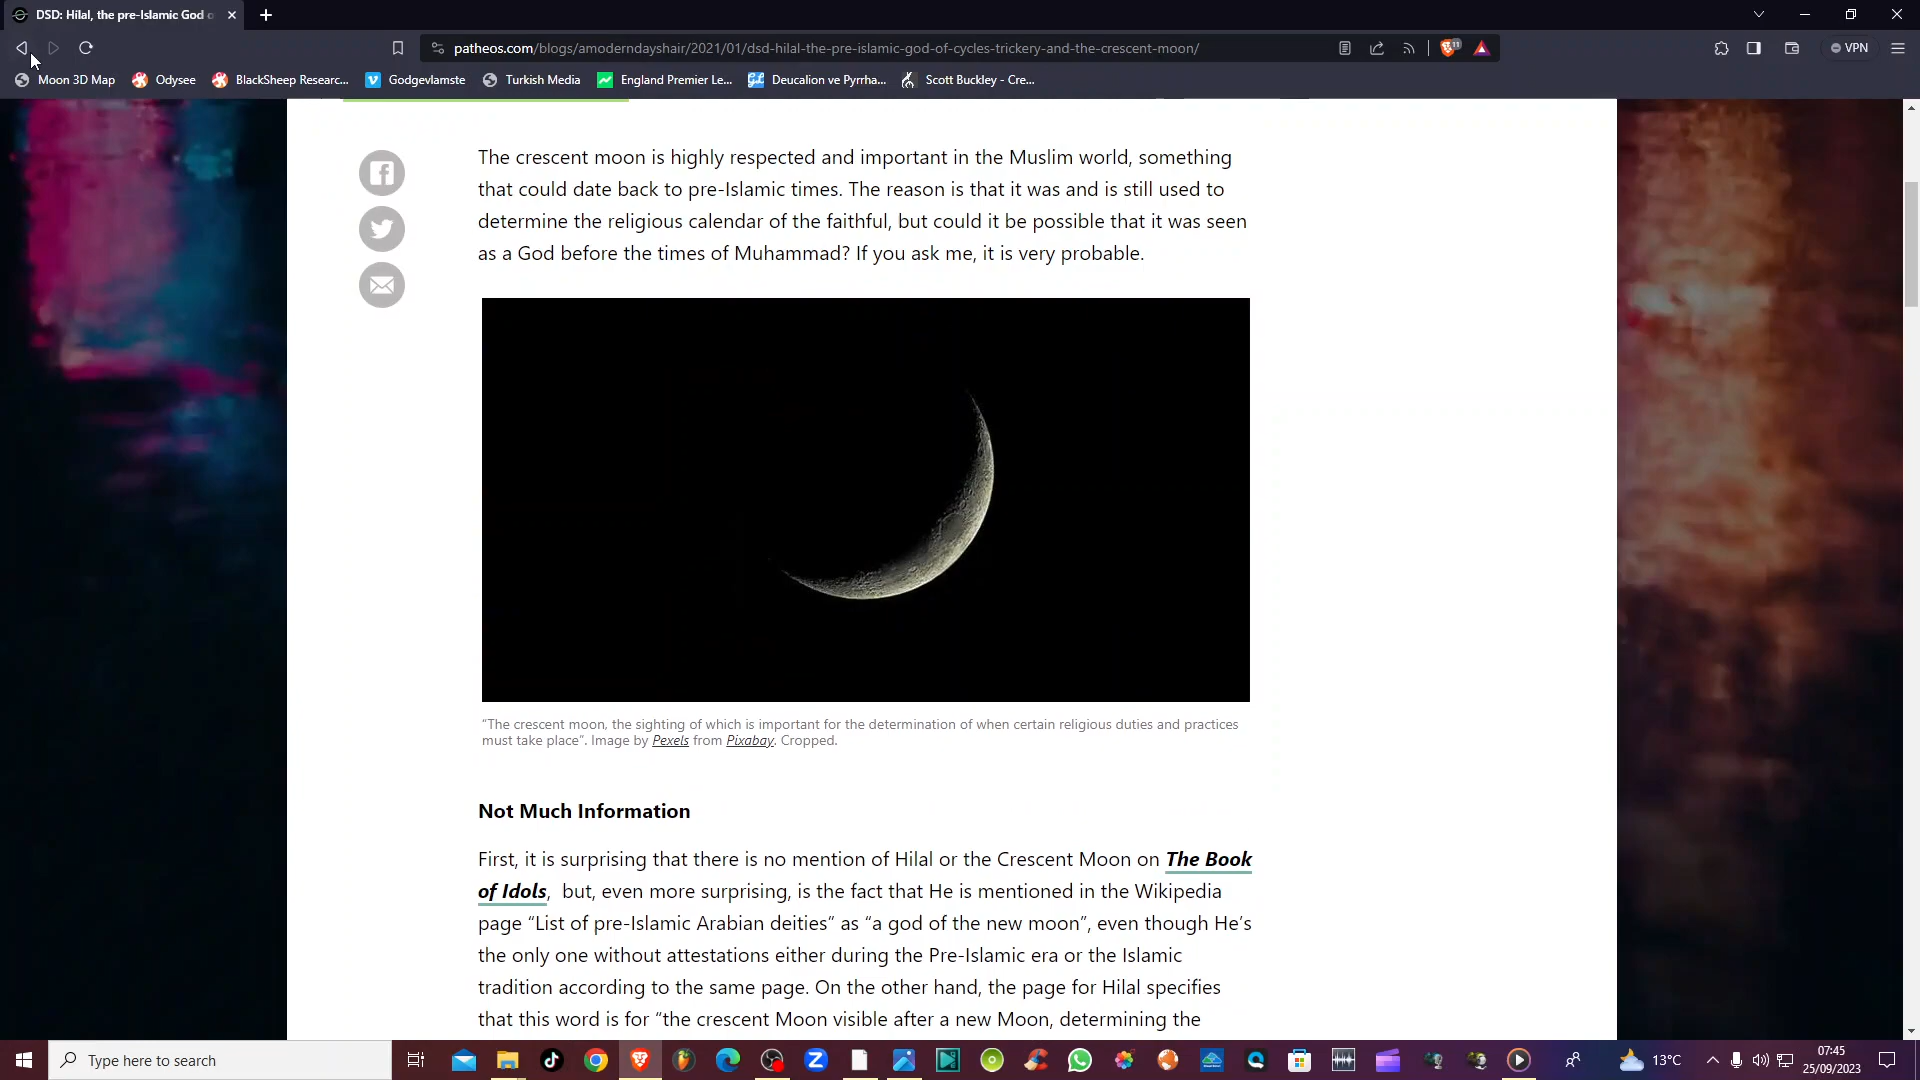 DSD: Hilal, the pre-Islamic God o
patheos.com/blogs/amoderndayshair/2021/01/dsd-hilal-the-pre-islamic-god-of-cycles-trickery-and-the-crescent-moon/
11
VPN
Moon 3D Map
Odysee
BlackSheep Researc...
Godgevlamste
Turkish Media
England Premier Le...
Deucalion ve Pyrrha...
Scott Buckley - Cre...
The crescent moon is highly respected and important in the Muslim world, something
that could date back to pre-Islamic times. The reason is that it was and is still used to
determine the religious calendar of the faithful, but could it be possible that it was seen
as a God before the times of Muhammad? If you ask me, it is very probable.
“The crescent moon, the sighting of which is important for the determination of when certain religious duties and practices
must take place”. Image by Pexels from Pixabay. Cropped.
Not Much Information
First, it is surprising that there is no mention of Hilal or the Crescent Moon on The Book
of Idols, but, even more surprising, is the fact that He is mentioned in the Wikipedia
page “List of pre-Islamic Arabian deities” as “a god of the new moon”, even though He’s
the only one without attestations either during the Pre-Islamic era or the Islamic
tradition according to the same page. On the other hand, the page for Hilal specifies
that this word is for “the crescent Moon visible after a new Moon, determining the
Type here to search
13°C
07:45
25/09/2023